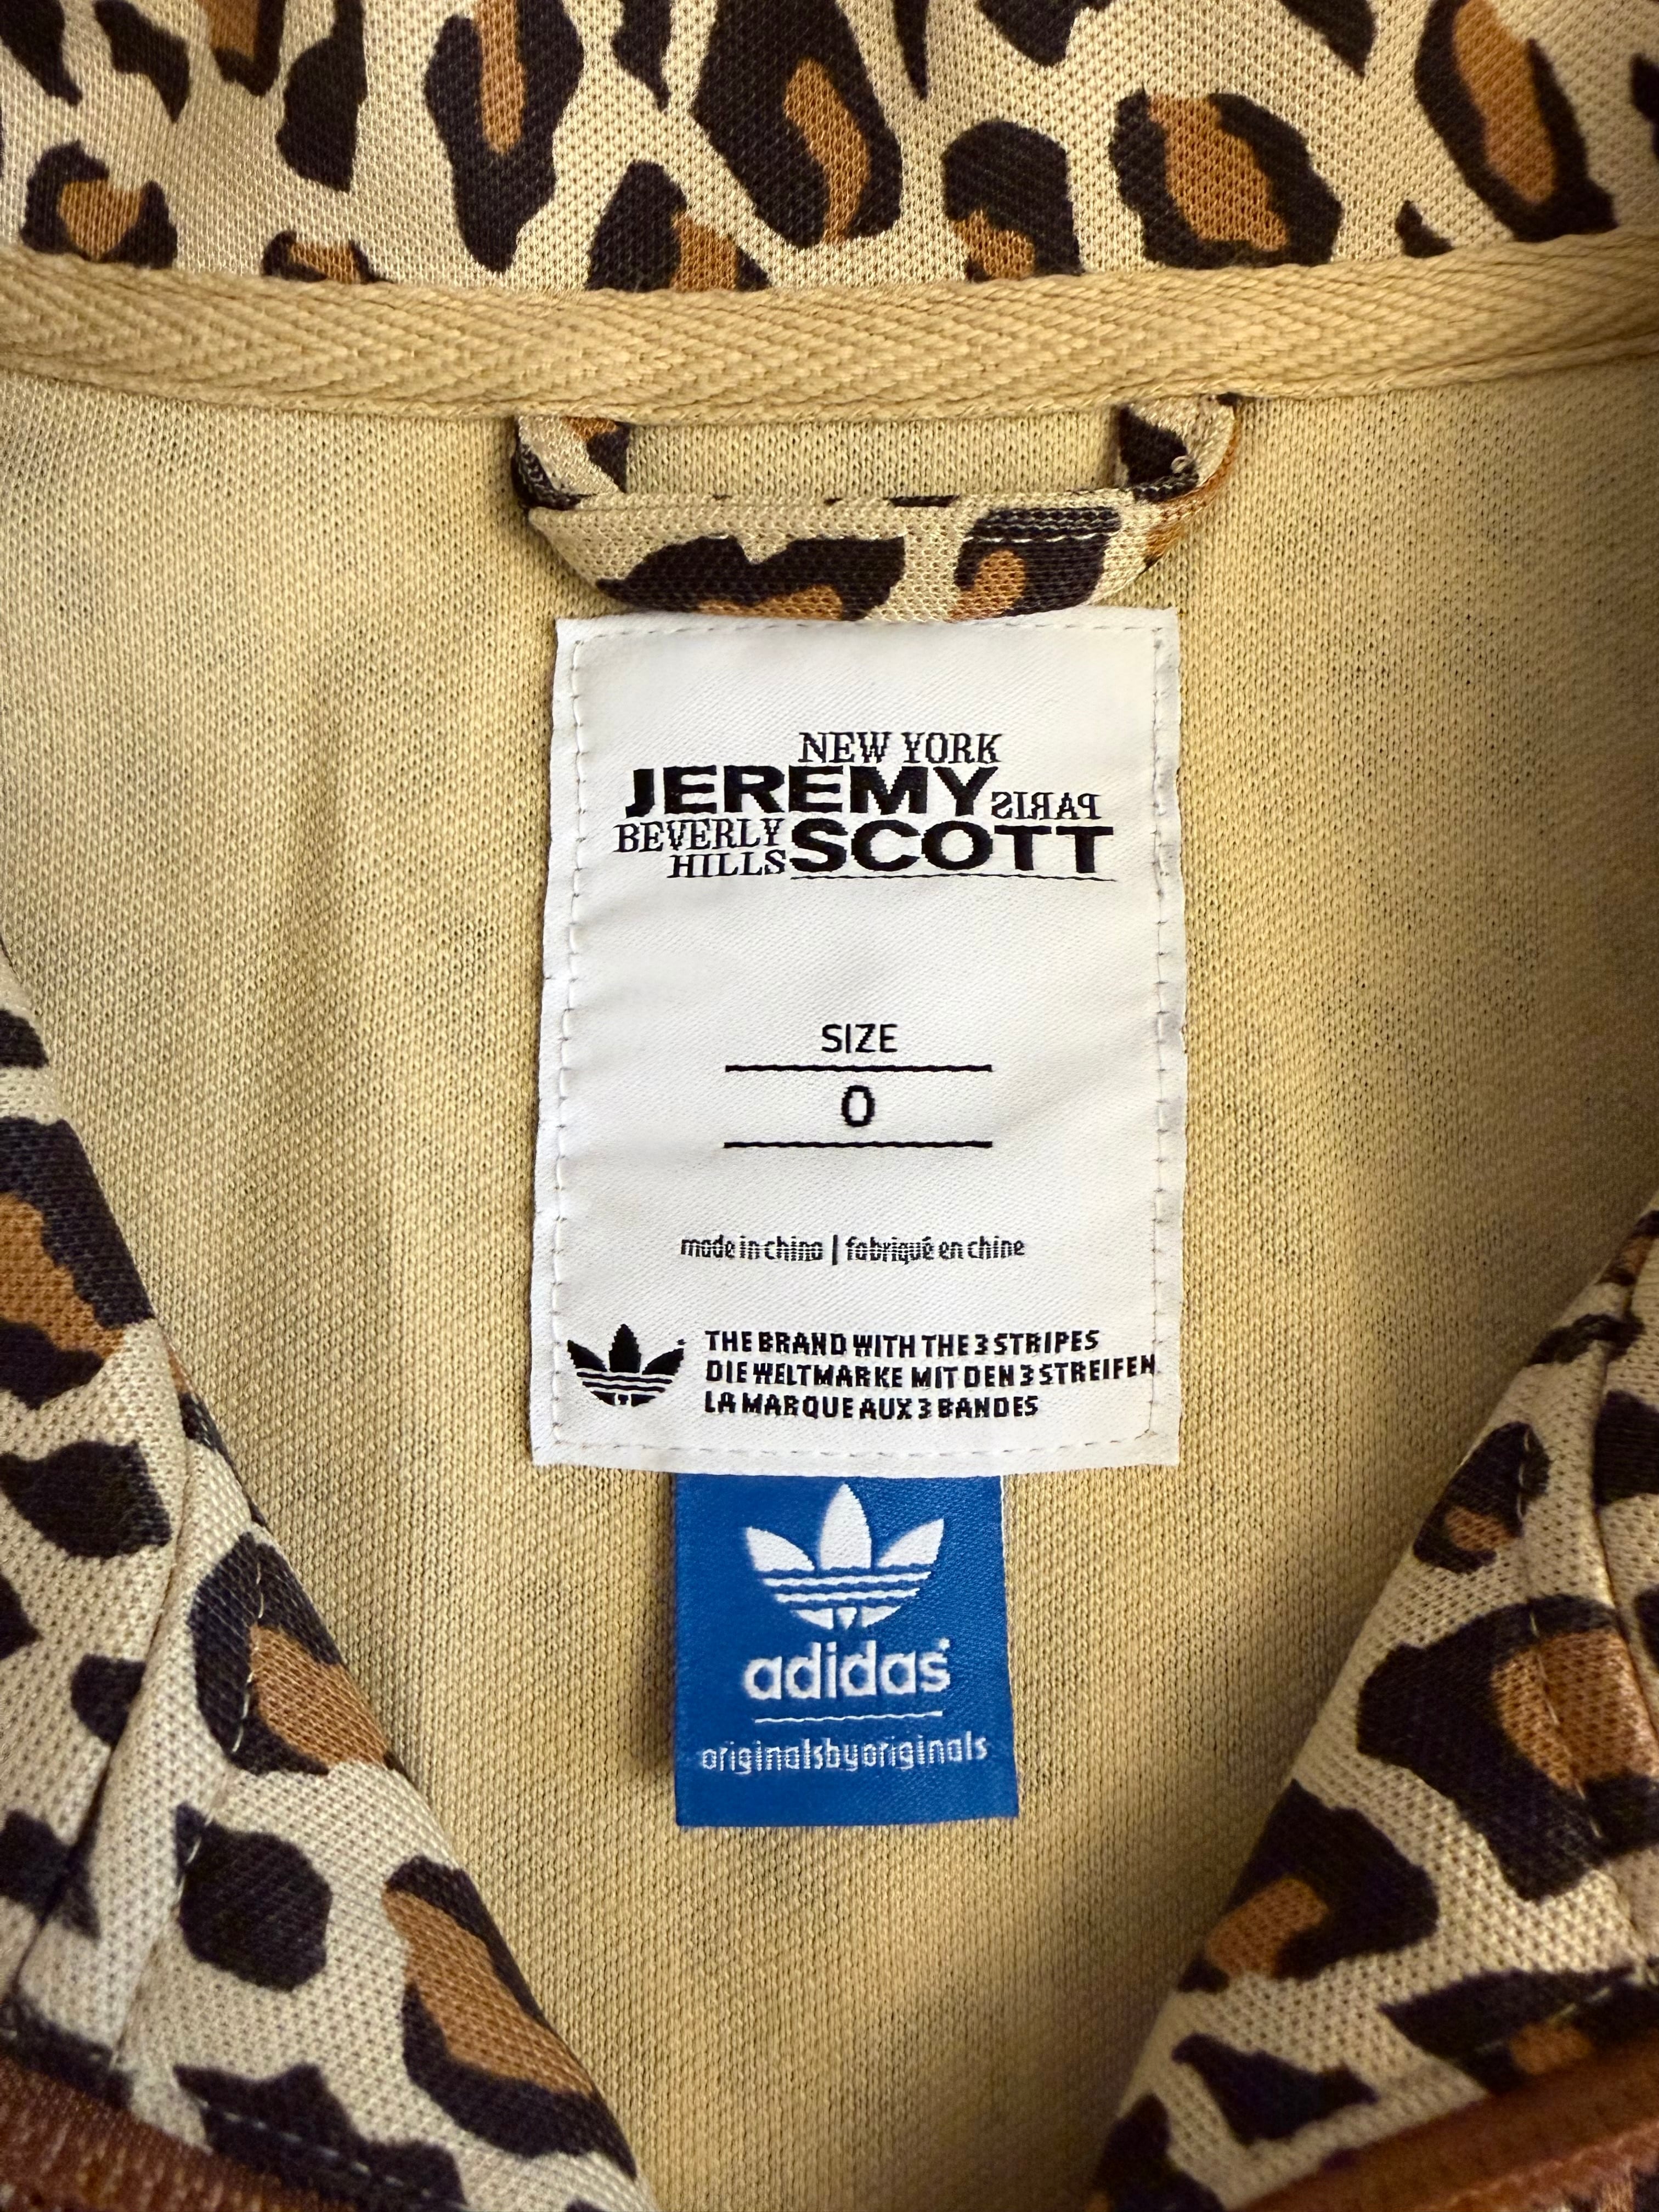 NEW YORK
JEREMY PARIS
BEVERLY HILLS SCOTT
SIZE
0
made in china | fabriqué en chine
THE BRAND WITH THE 3 STRIPES
DIE WELTMARKE MIT DEN 3 STREIFEN
LA MARQUE AUX 3 BANDES
adidas
originalsbyoriginals